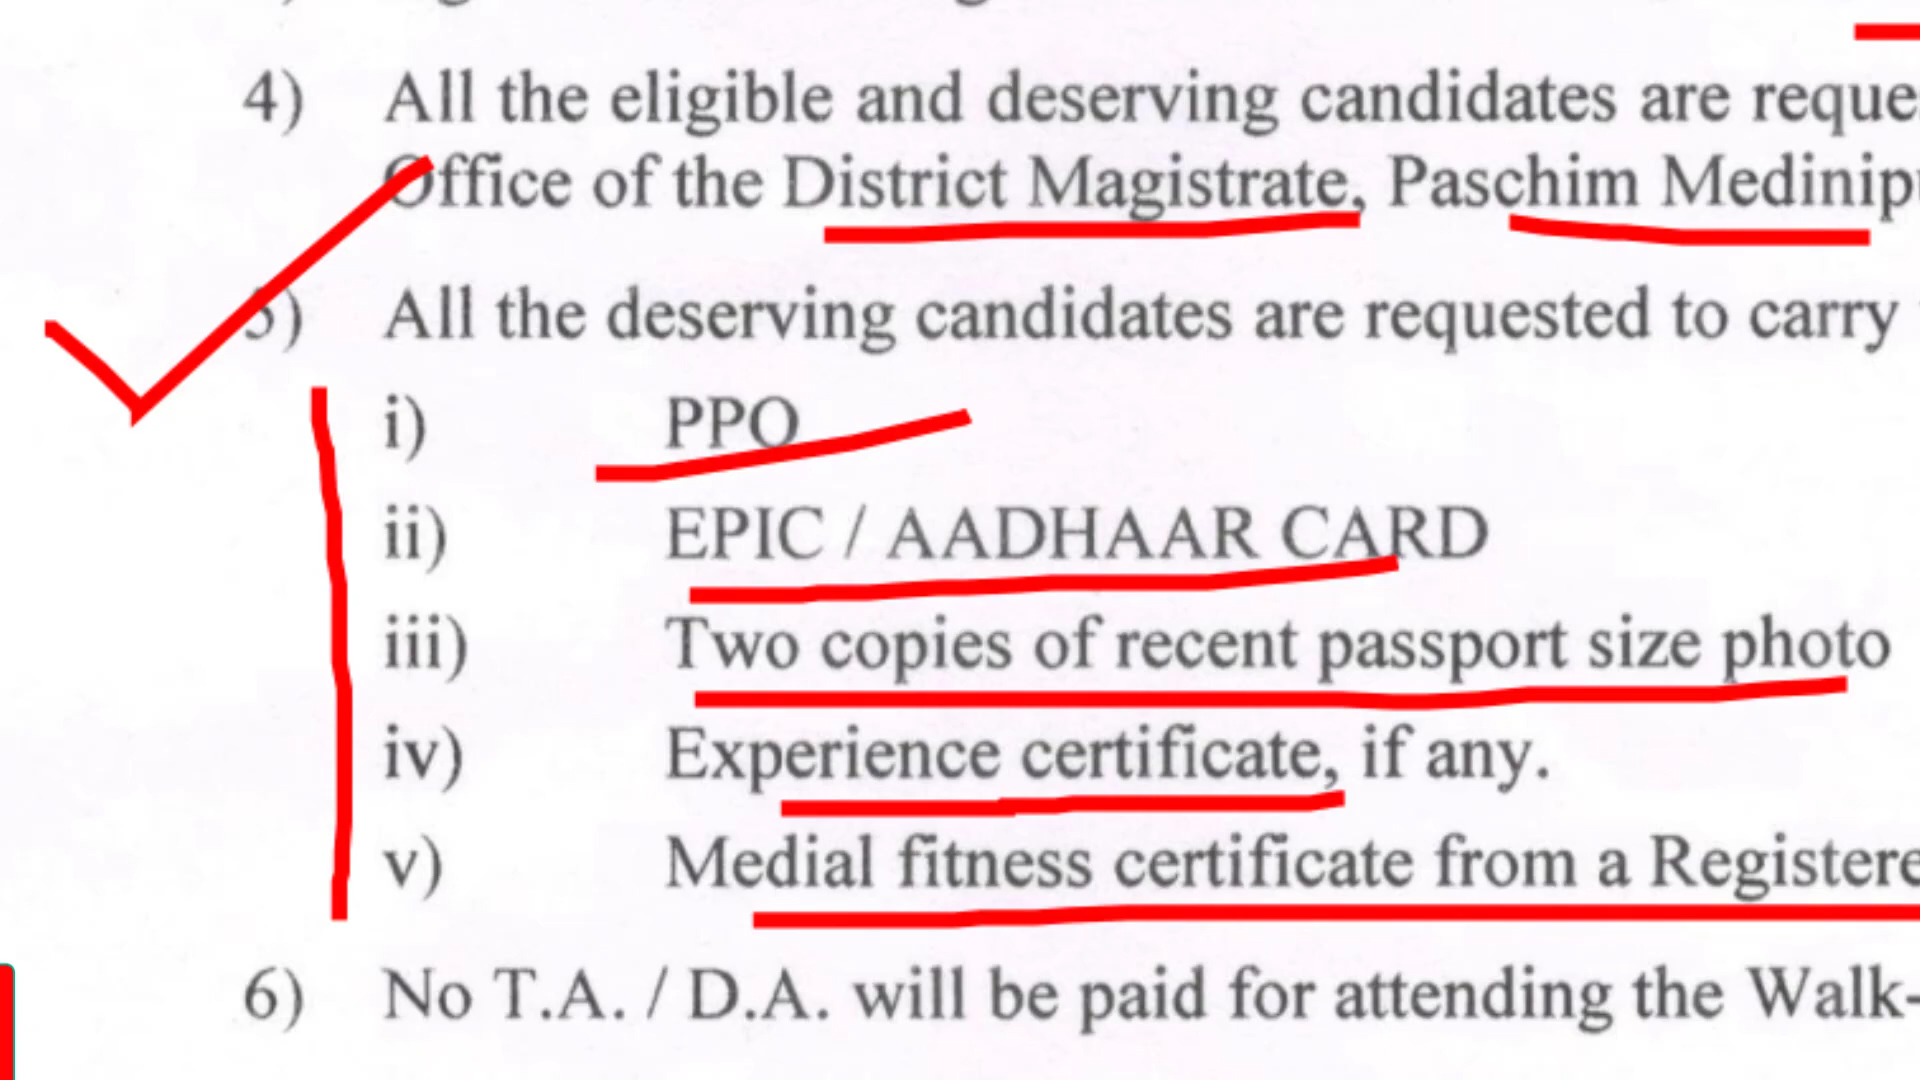 4) All the eligible and deserving candidates are reque
Office of the District Magistrate, Paschim Medinip
5) All the deserving candidates are requested to carry
i) PPO
ii) EPIC / AADHAAR CARD
iii) Two copies of recent passport size photo
iv) Experience certificate, if any.
v) Medial fitness certificate from a Registere
6) No T.A. / D.A. will be paid for attending the Walk-